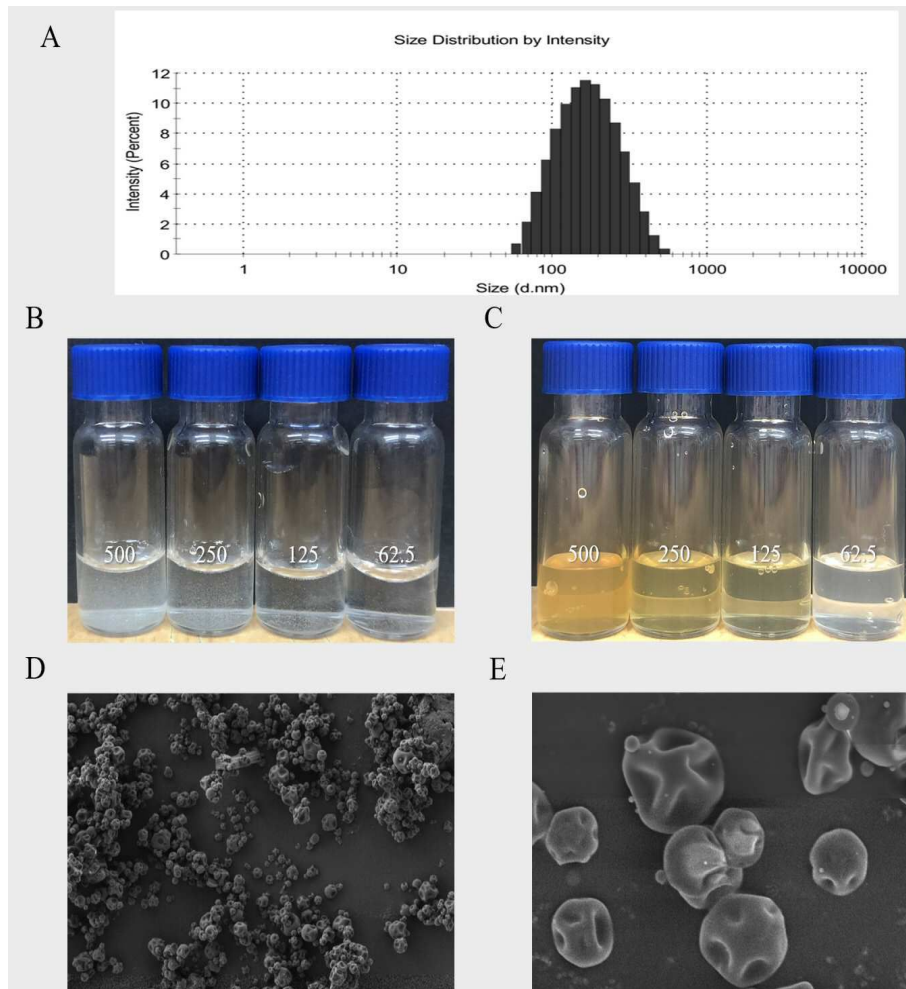 A
Size Distribution by Intensity
12
10
8
6
4
2
0
Intensity (Percent)
1 10 100 1000 10000
Size (d.nm)
B
C
500 250 125 62.5
500 250 125 62.5
D
E